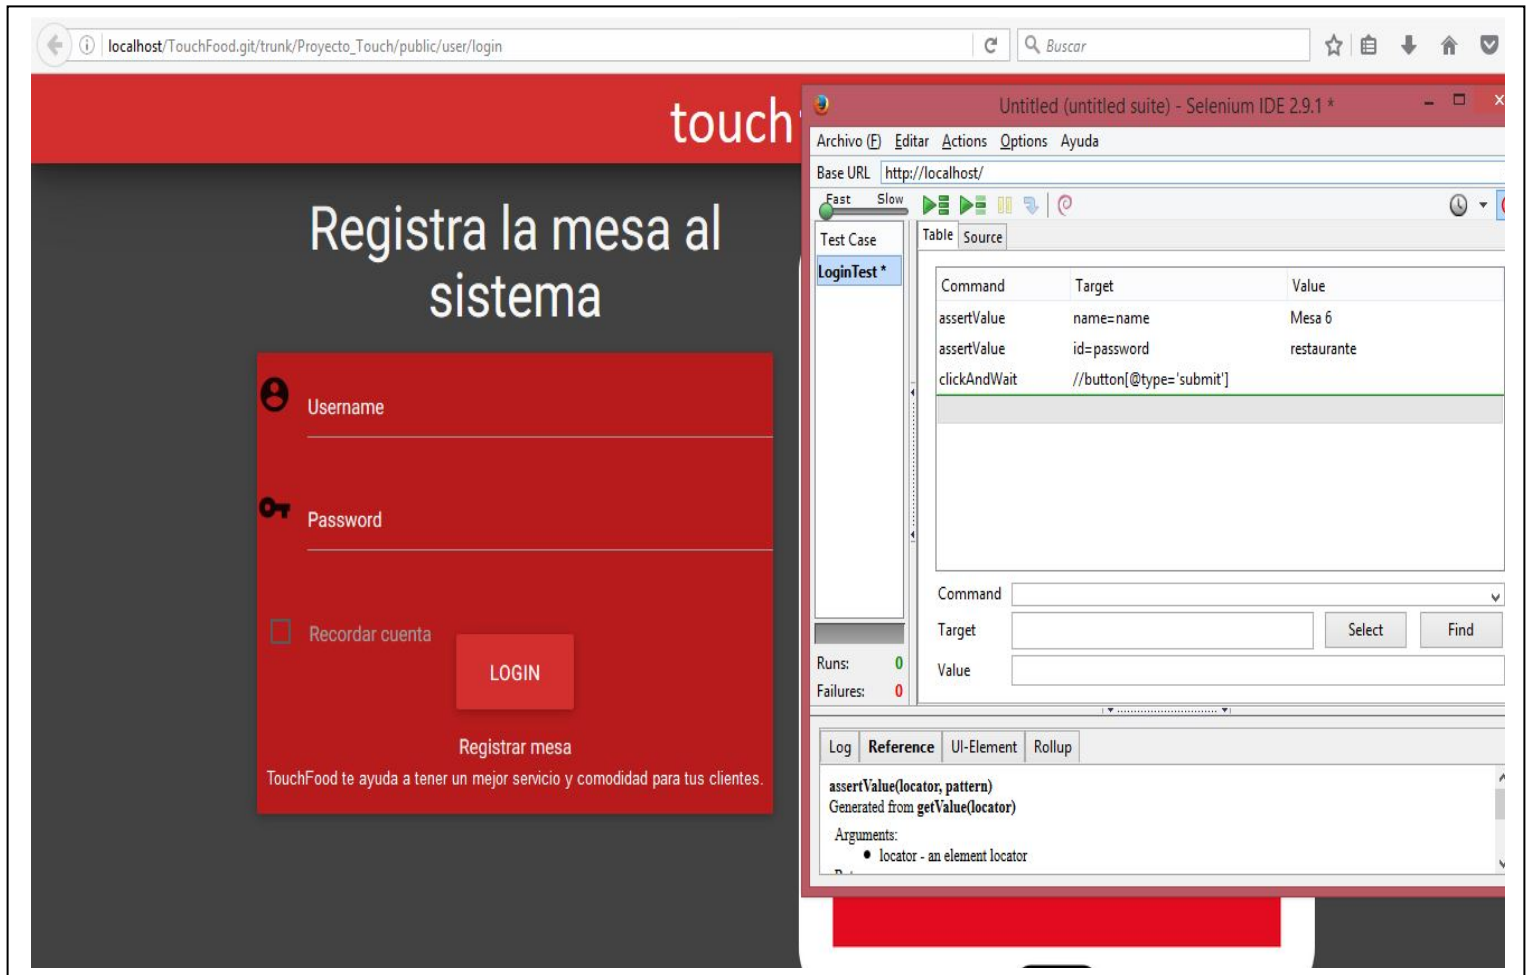 localhost/TouchFood.git/trunk/Proyecto_Touch/public/user/login
Buscar
touch
Registra la mesa al
sistema
Username
Password
Recordar cuenta
LOGIN
Registrar mesa
TouchFood te ayuda a tener un mejor servicio y comodidad para tus clientes.
Untitled (untitled suite) - Selenium IDE 2.9.1 *
Archivo (F) Editar Actions Options Ayuda
Base URL http://localhost/
Fast Slow
Test Case
LoginTest *
Table Source
Command Target Value
assertValue name=name Mesa 6
assertValue id=password restaurante
clickAndWait //button[@type='submit']
Command
Target Select Find
Value
Runs: 0
Failures: 0
Log Reference UI-Element Rollup
assertValue(locator, pattern)
Generated from getValue(locator)
Arguments:
• locator - an element locator